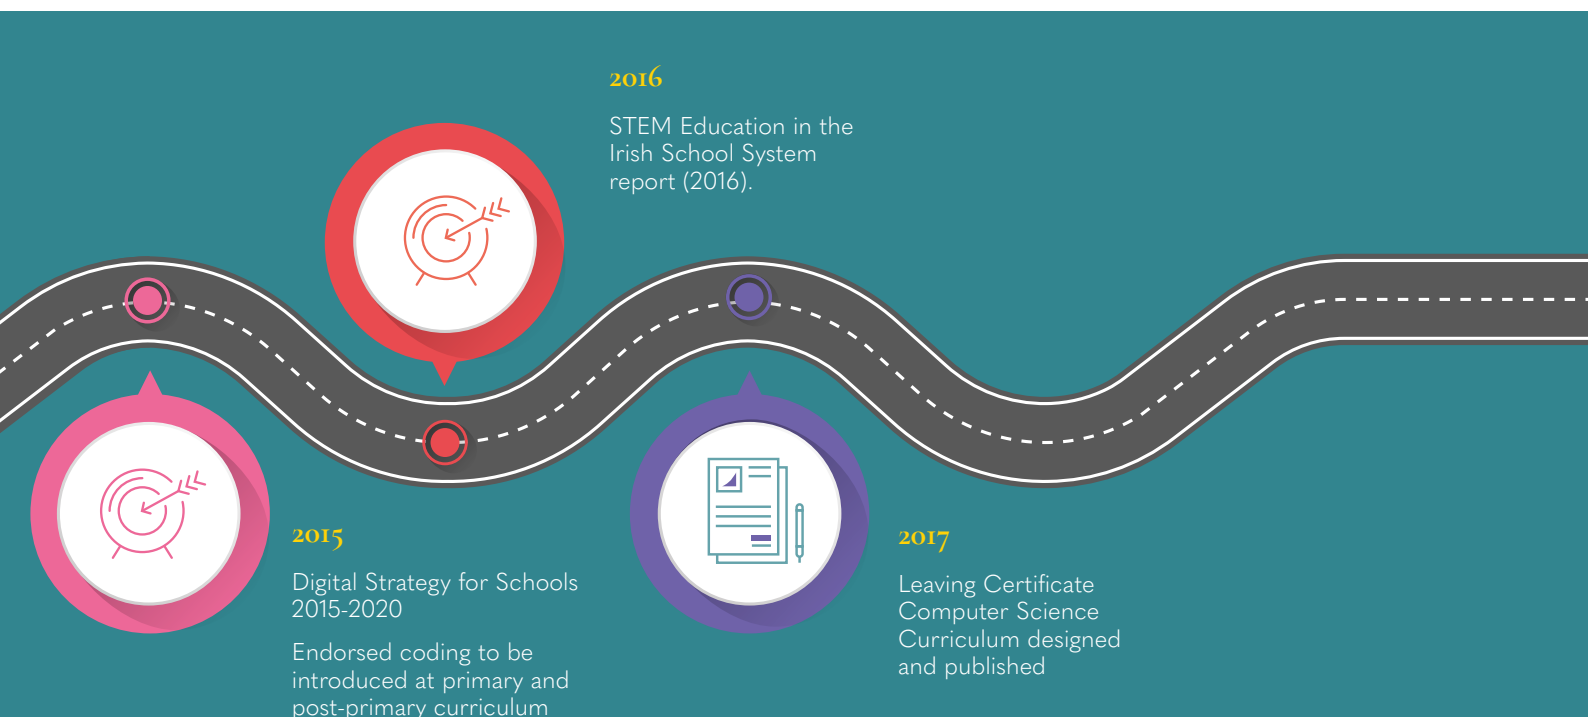 2016
STEM Education in the
Irish School System
report (2016).
2015
Digital Strategy for Schools
2015-2020
Endorsed coding to be
introduced at primary and
post-primary curriculum
2017
Leaving Certificate
Computer Science
Curriculum designed
and published